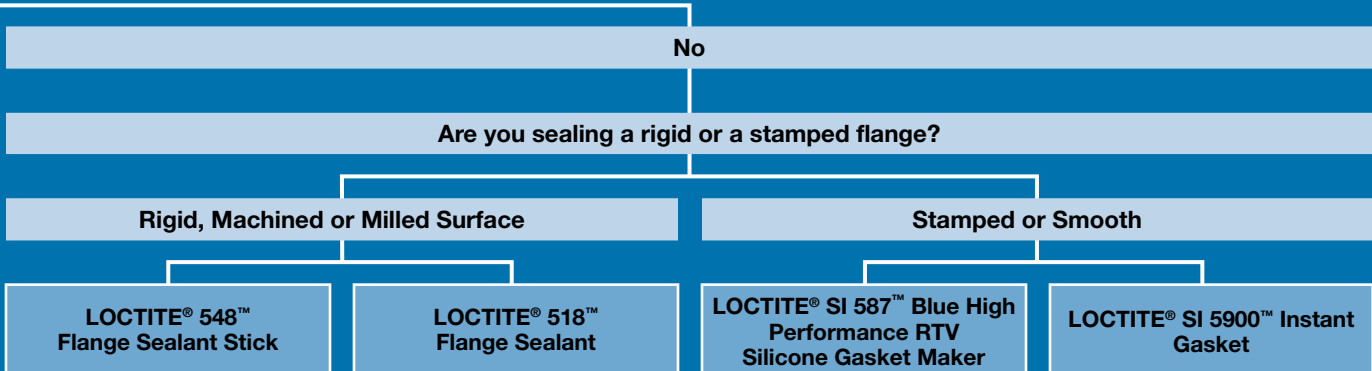 No
Are you sealing a rigid or a stamped flange?
Rigid, Machined or Milled Surface
Stamped or Smooth
LOCTITE® 548™
Flange Sealant Stick
LOCTITE® 518™
Flange Sealant
LOCTITE® SI 587™ Blue High
Performance RTV
Silicone Gasket Maker
LOCTITE® SI 5900™ Instant
Gasket